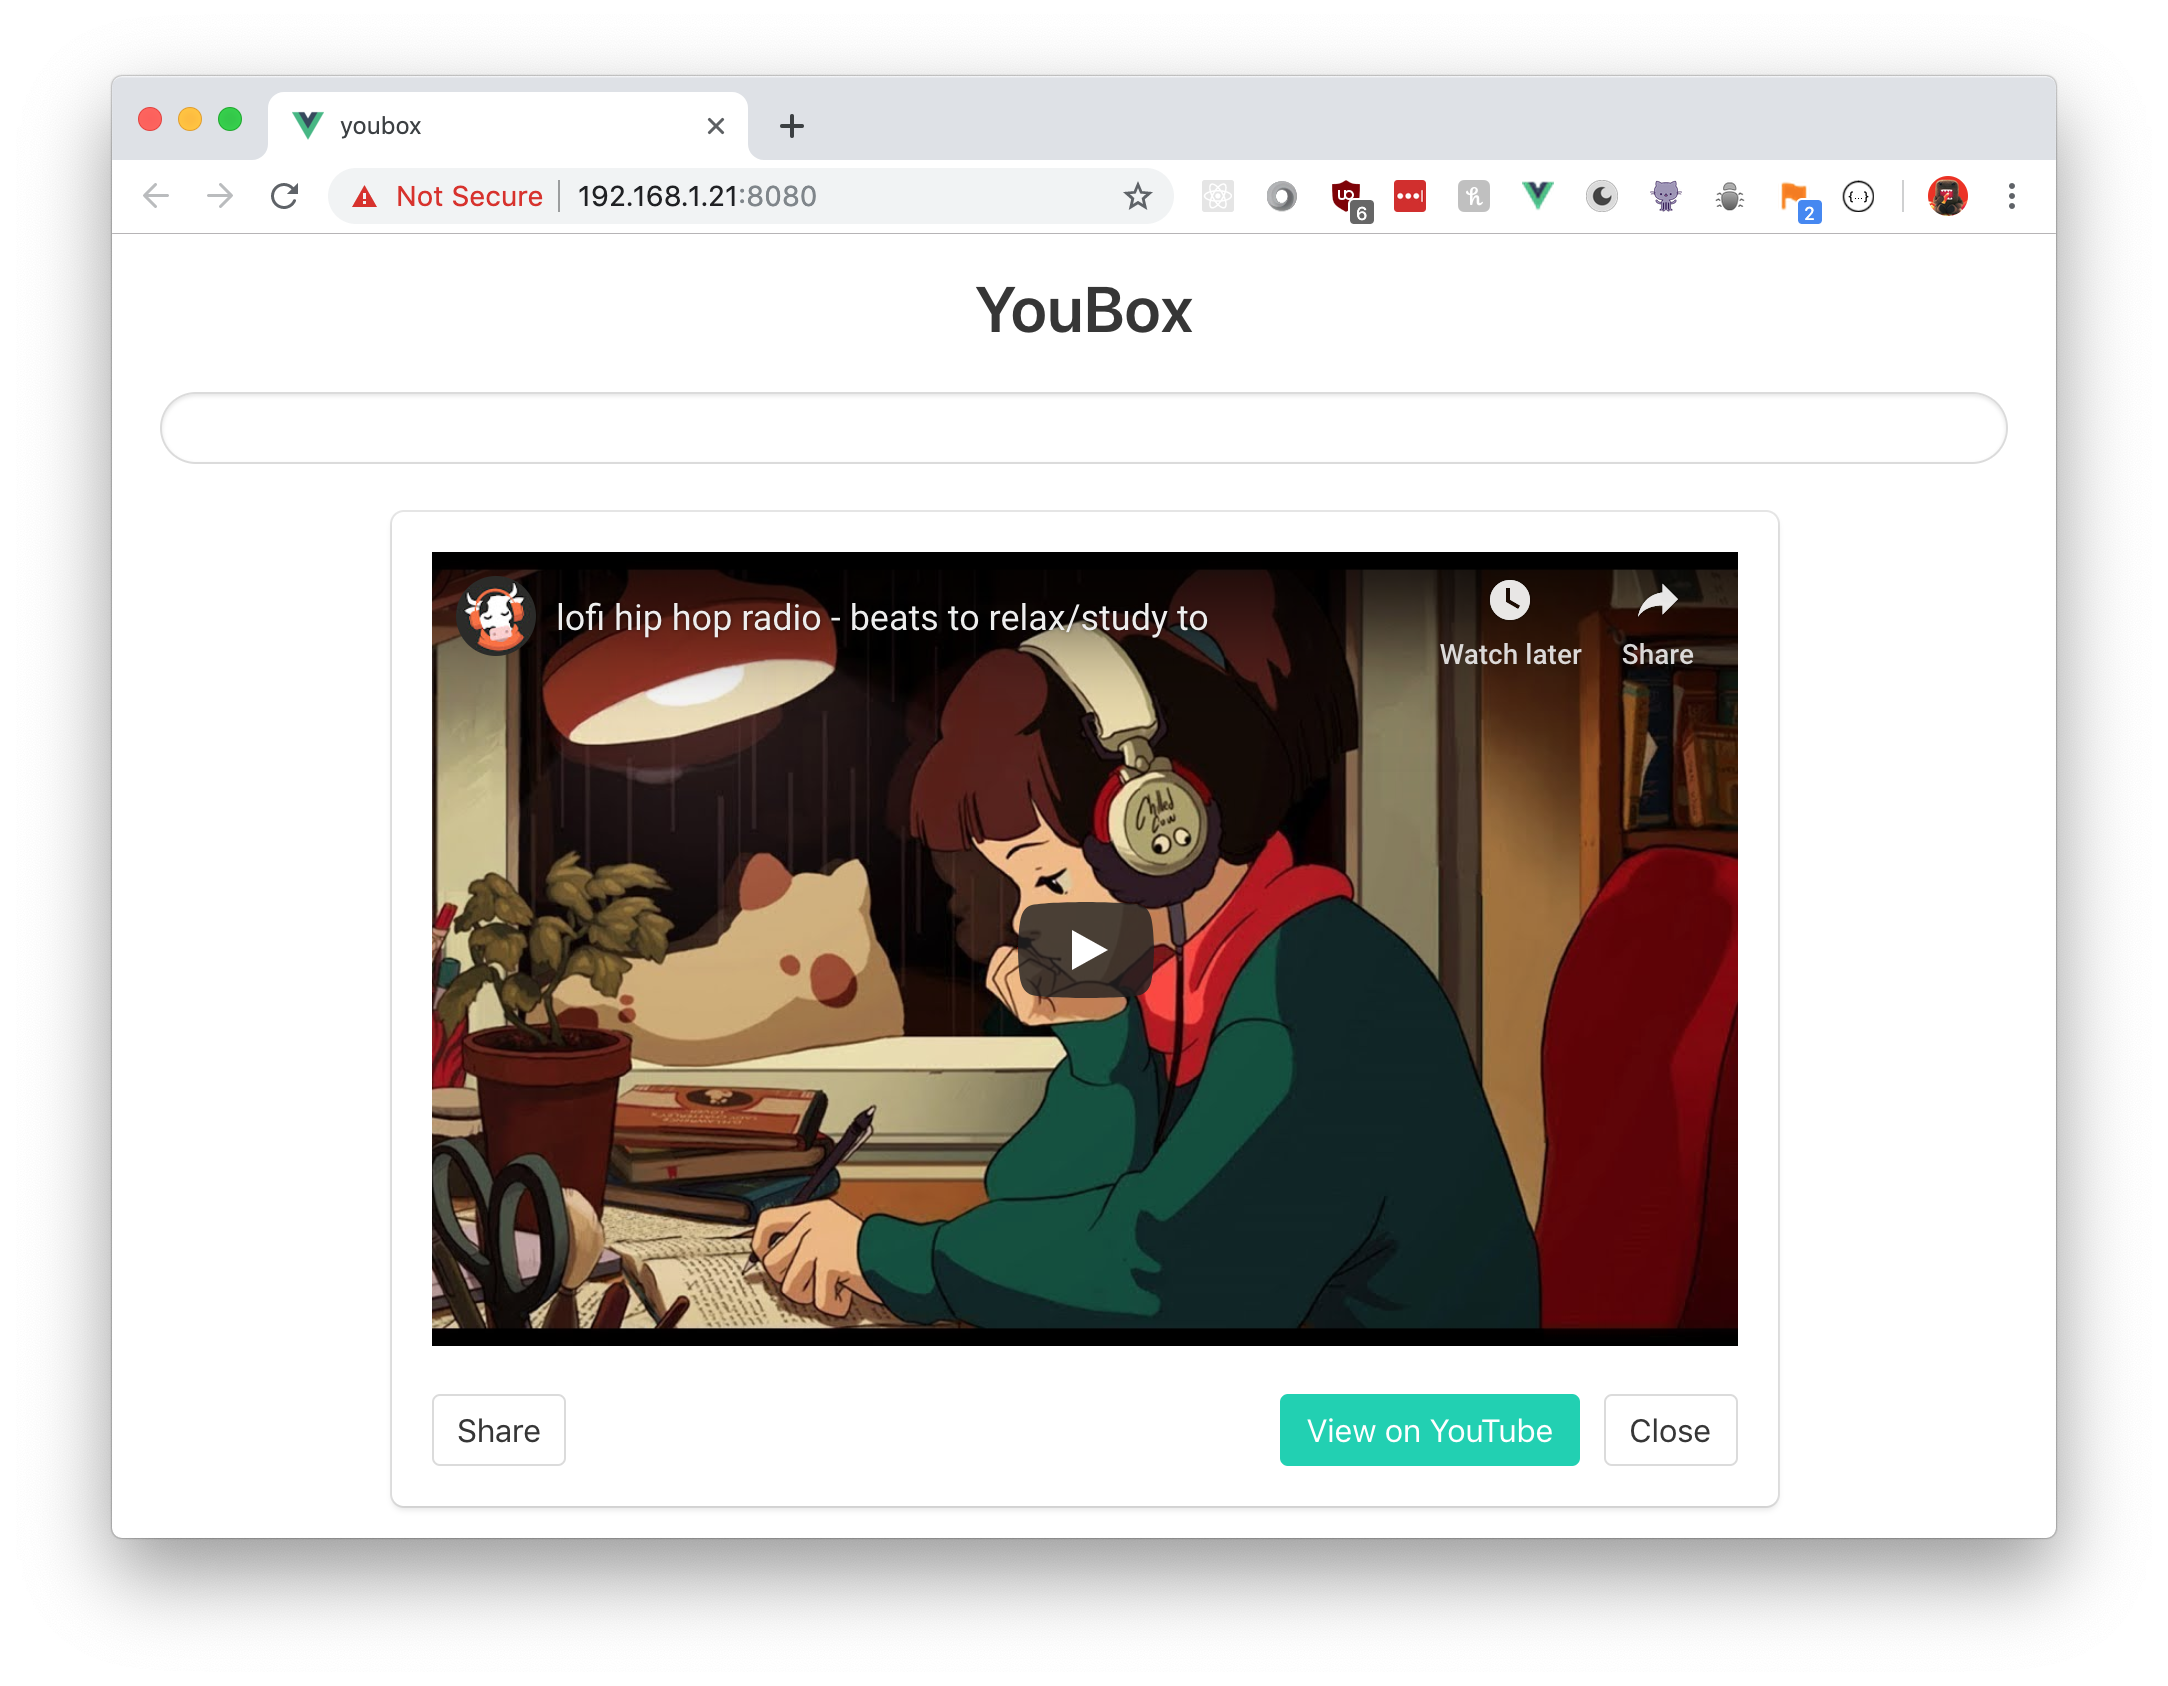 youbox
Not Secure
192.168.1.21:8080
6
2
YouBox
lofi hip hop radio - beats to relax/study to
Watch later
Share
Chilled
Cow
Share
View on YouTube
Close